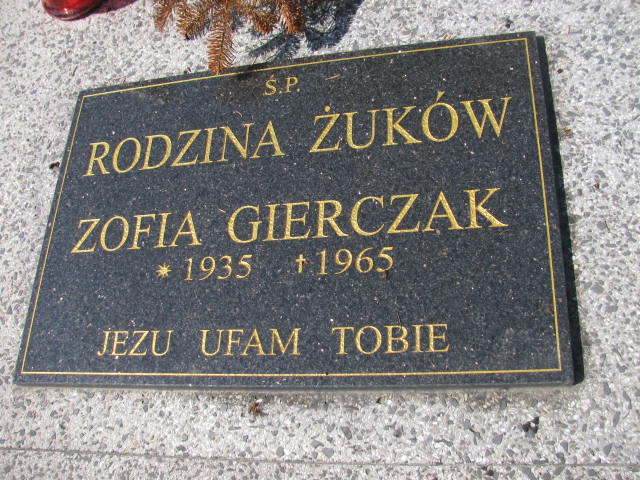 Ś.P.
RODZINA ŻUKÓW
ZOFIA GIERCZAK
* 1935 † 1965
JEZU UFAM TOBIE